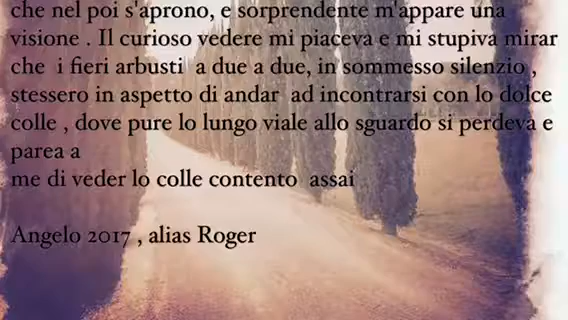 che nel poi s'aprono, e sorprendente m'appare una
visione . Il curioso vedere mi piaceva e mi stupiva mirar
che i fieri arbusti a due a due, in sommesso silenzio ,
stessero in aspetto di andar ad incontrarsi con lo dolce
colle , dove pure lo lungo viale allo sguardo si perdeva e
parea a
me di veder lo colle contento assai
Angelo 2017 , alias Roger